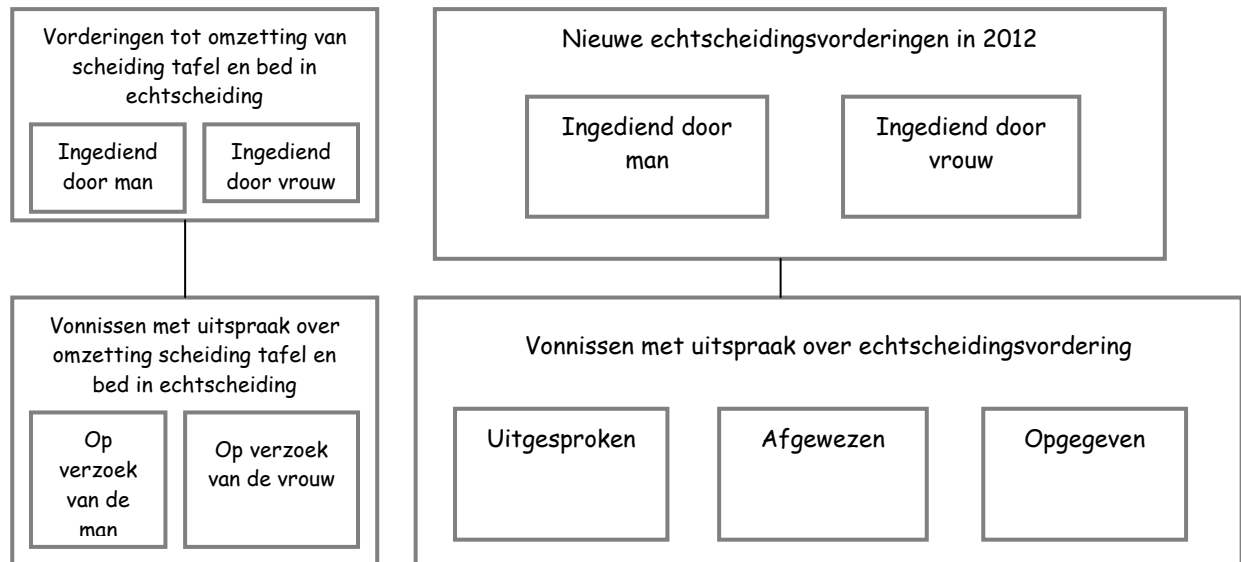 Vorderingen tot omzetting van
scheiding tafel en bed in
echtscheiding
Ingediend
door man
Ingediend
door vrouw
Nieuwe echtscheidingsvorderingen in 2012
Ingediend door
man
Ingediend door
vrouw
Vonnissen met uitspraak over
omzetting scheiding tafel en
bed in echtscheiding
Op
verzoek
van de
man
Op verzoek
van de vrouw
Vonnissen met uitspraak over echtscheidingsvordering
Uitgesproken
Afgewezen
Opgegeven